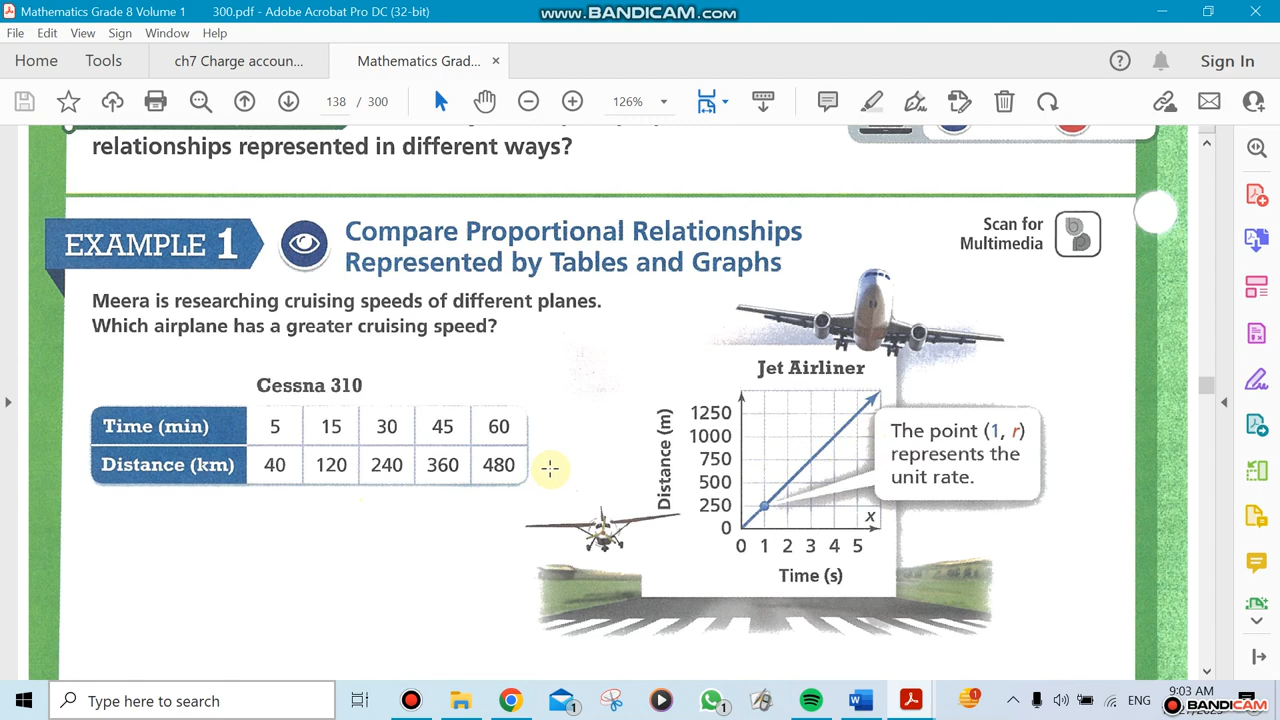 Mathematics Grade 8 Volume 1 300.pdf - Adobe Acrobat Pro DC (32-bit)
www.BANDICAM.com
File Edit View Sign Window Help
Home Tools ch7 Charge accoun... Mathematics Grad... × Sign In
138 / 300 126%
relationships represented in different ways?
EXAMPLE 1 Compare Proportional Relationships
Represented by Tables and Graphs
Scan for
Multimedia
Meera is researching cruising speeds of different planes.
Which airplane has a greater cruising speed?
Cessna 310
Time (min) 5 15 30 45 60
Distance (km) 40 120 240 360 480
Jet Airliner
Distance (m)
1250
1000
750
500
250
0
x
0 1 2 3 4 5
Time (s)
The point (1, r)
represents the
unit rate.
Type here to search
1
1
1
ENG
9:03 AM
BANDICAM